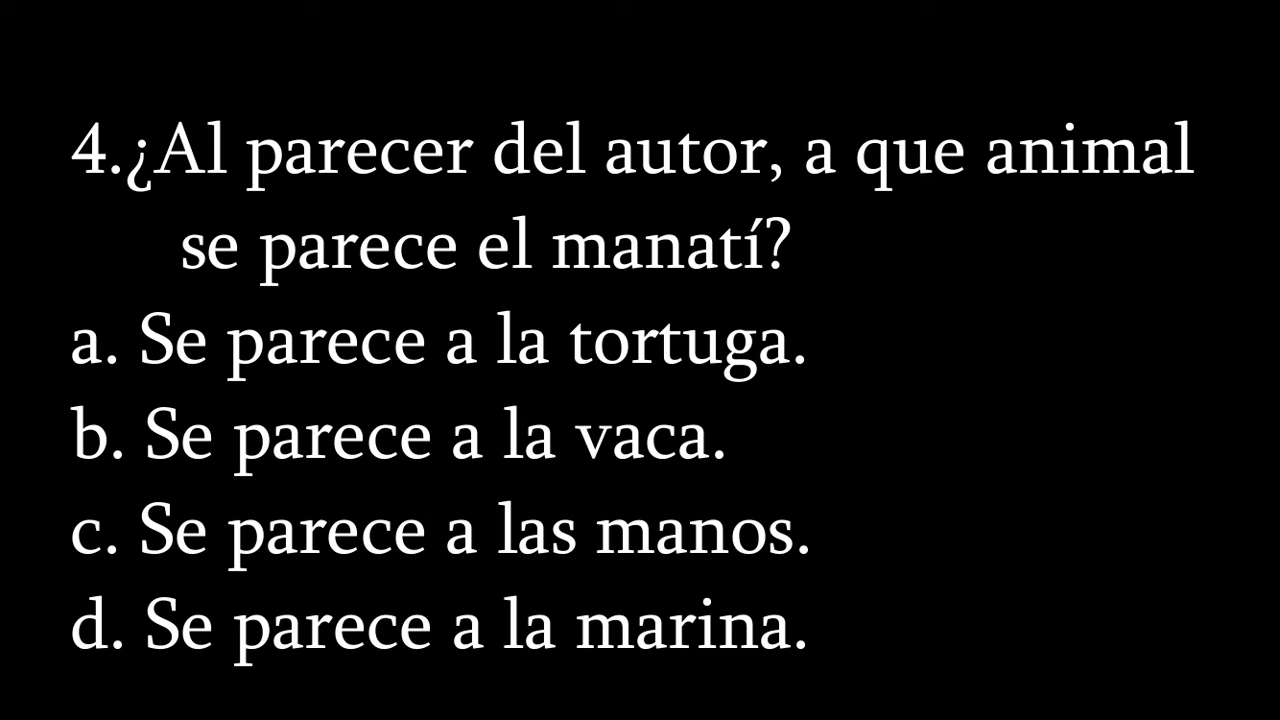 4.¿Al parecer del autor, a que animal
se parece el manatí?
a. Se parece a la tortuga.
b. Se parece a la vaca.
c. Se parece a las manos.
d. Se parece a la marina.